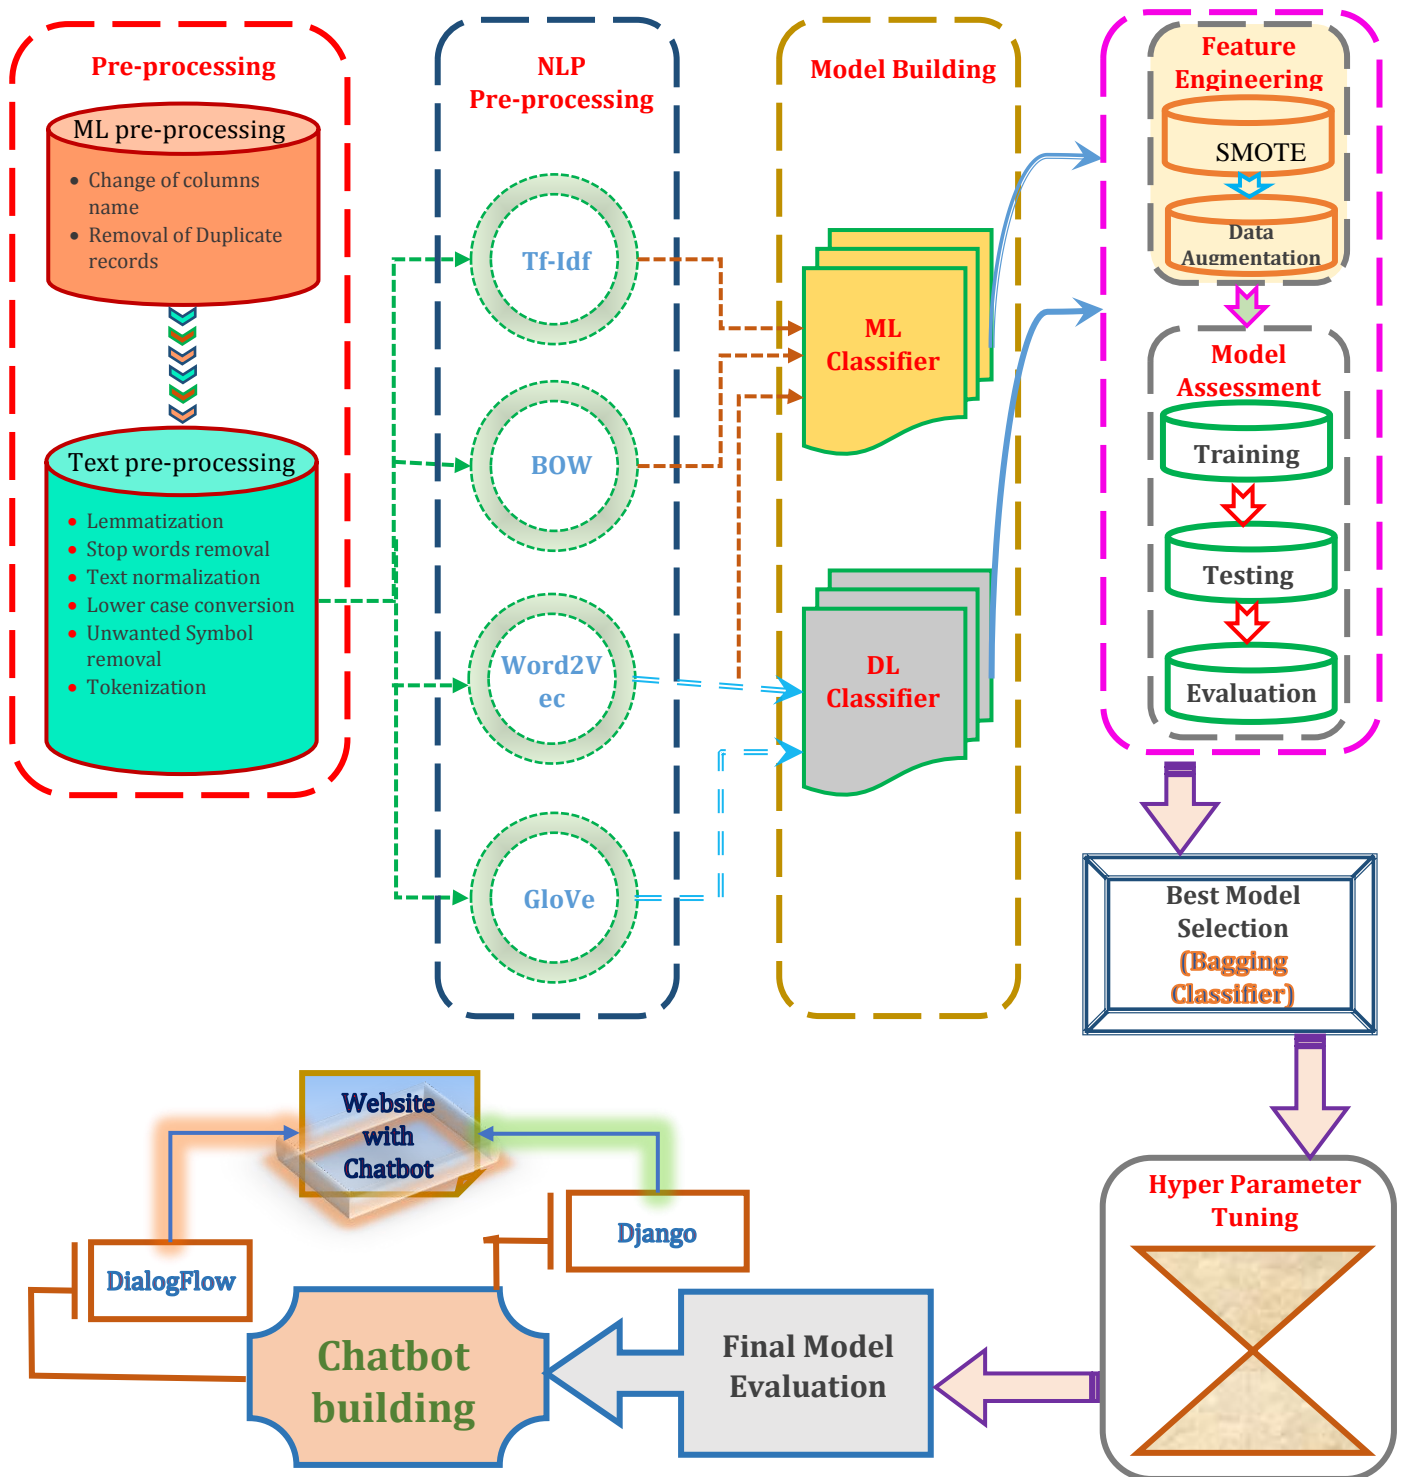 Pre-processing
ML pre-processing
• Change of columns
name
• Removal of Duplicate
records
Text pre-processing
• Lemmatization
• Stop words removal
• Text normalization
• Lower case conversion
• Unwanted Symbol
removal
• Tokenization
NLP
Pre-processing
Tf-Idf
BOW
Word2V
ec
GloVe
Model Building
ML
Classifier
DL
Classifier
Feature
Engineering
SMOTE
Data
Augmentation
Model
Assessment
Training
Testing
Evaluation
Best Model
Selection
(Bagging
Classifier)
Hyper Parameter
Tuning
Final Model
Evaluation
Chatbot
building
DialogFlow
Django
Website
with
Chatbot